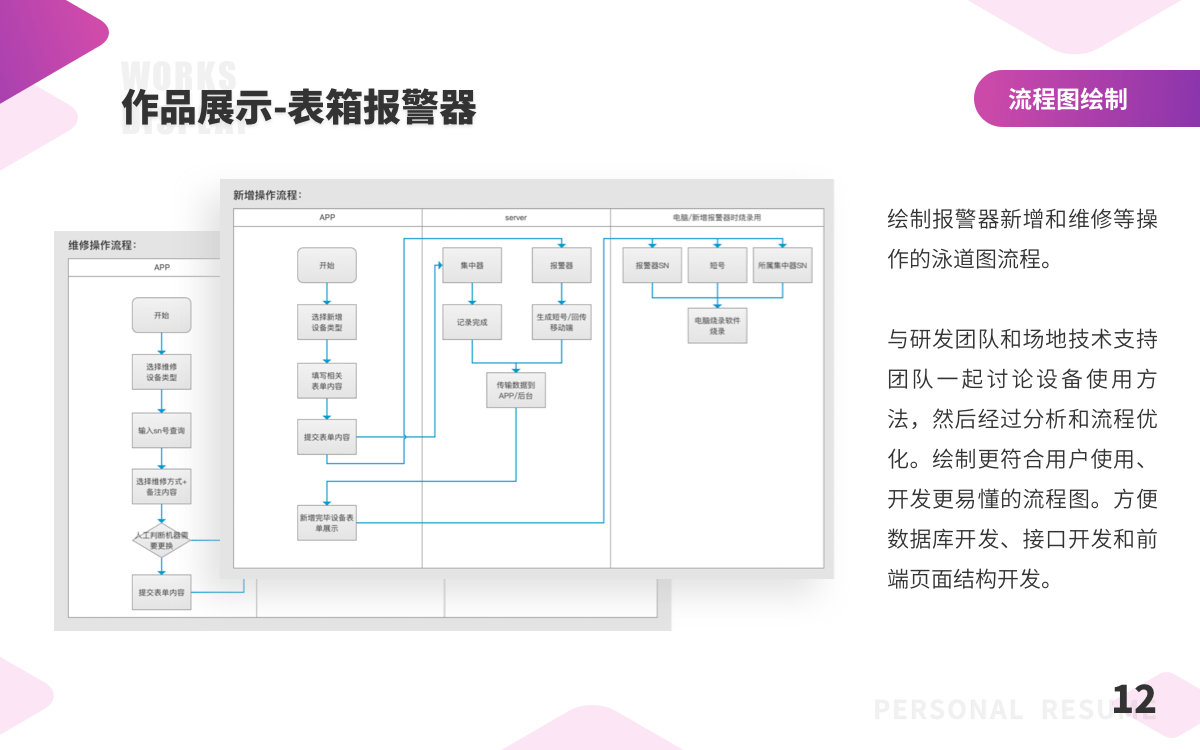 WORKS
DISPLAY
作品展示-表箱报警器
流程图绘制
新增操作流程：
APP
server
电脑/新增报警器时烧录用
开始
选择新增
设备类型
填写相关
表单内容
提交表单内容
新增完毕设备表
单展示
集中器
报警器
记录完成
生成短号/回传
移动端
传输数据到
APP/后台
报警器SN
短号
所属集中器SN
电脑烧录软件
烧录
维修操作流程：
APP
开始
选择维修
设备类型
输入sn号查询
选择维修方式+
备注内容
人工判断机器需
要更换
提交表单内容
绘制报警器新增和维修等操
作的泳道图流程。
与研发团队和场地技术支持
团队一起讨论设备使用方
法，然后经过分析和流程优
化。绘制更符合用户使用、
开发更易懂的流程图。方便
数据库开发、接口开发和前
端页面结构开发。
PERSONAL RESUME
12